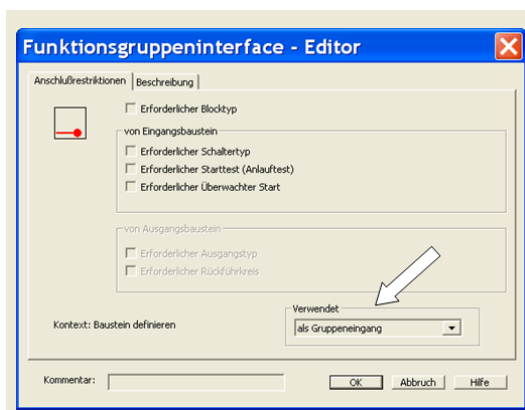 Funktionsgruppeninterface - Editor
Anschlußrestriktionen
Beschreibung
Erforderlicher Blocktyp
von Eingangsbaustein
Erforderlicher Schaltertyp
Erforderlicher Starttest (Anlauftest)
Erforderlicher Überwachter Start
von Ausgangsbaustein
Erforderlicher Ausgangstyp
Erforderlicher Rückführkreis
Verwendet
Kontext: Baustein definieren
als Gruppeneingang
Kommentar:
OK
Abbruch
Hilfe